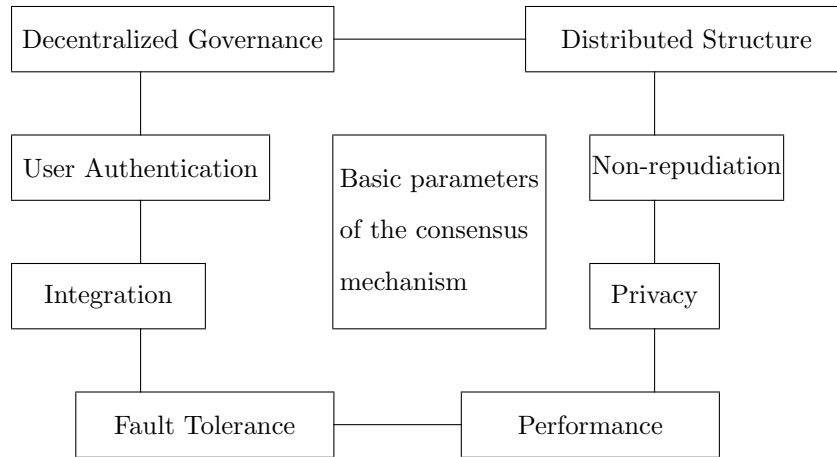 Decentralized Governance
Distributed Structure
User Authentication
Basic parameters
of the consensus
mechanism
Non-repudiation
Integration
Privacy
Fault Tolerance
Performance